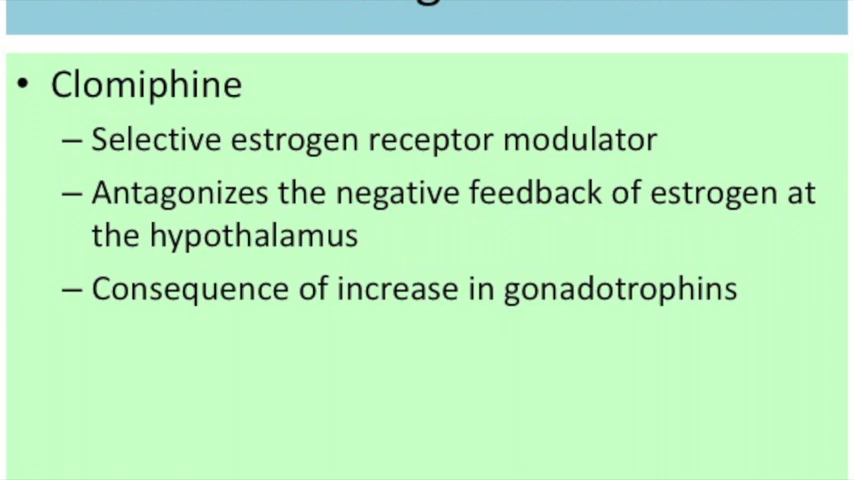 • Clomiphine
– Selective estrogen receptor modulator
– Antagonizes the negative feedback of estrogen at
the hypothalamus
– Consequence of increase in gonadotrophins